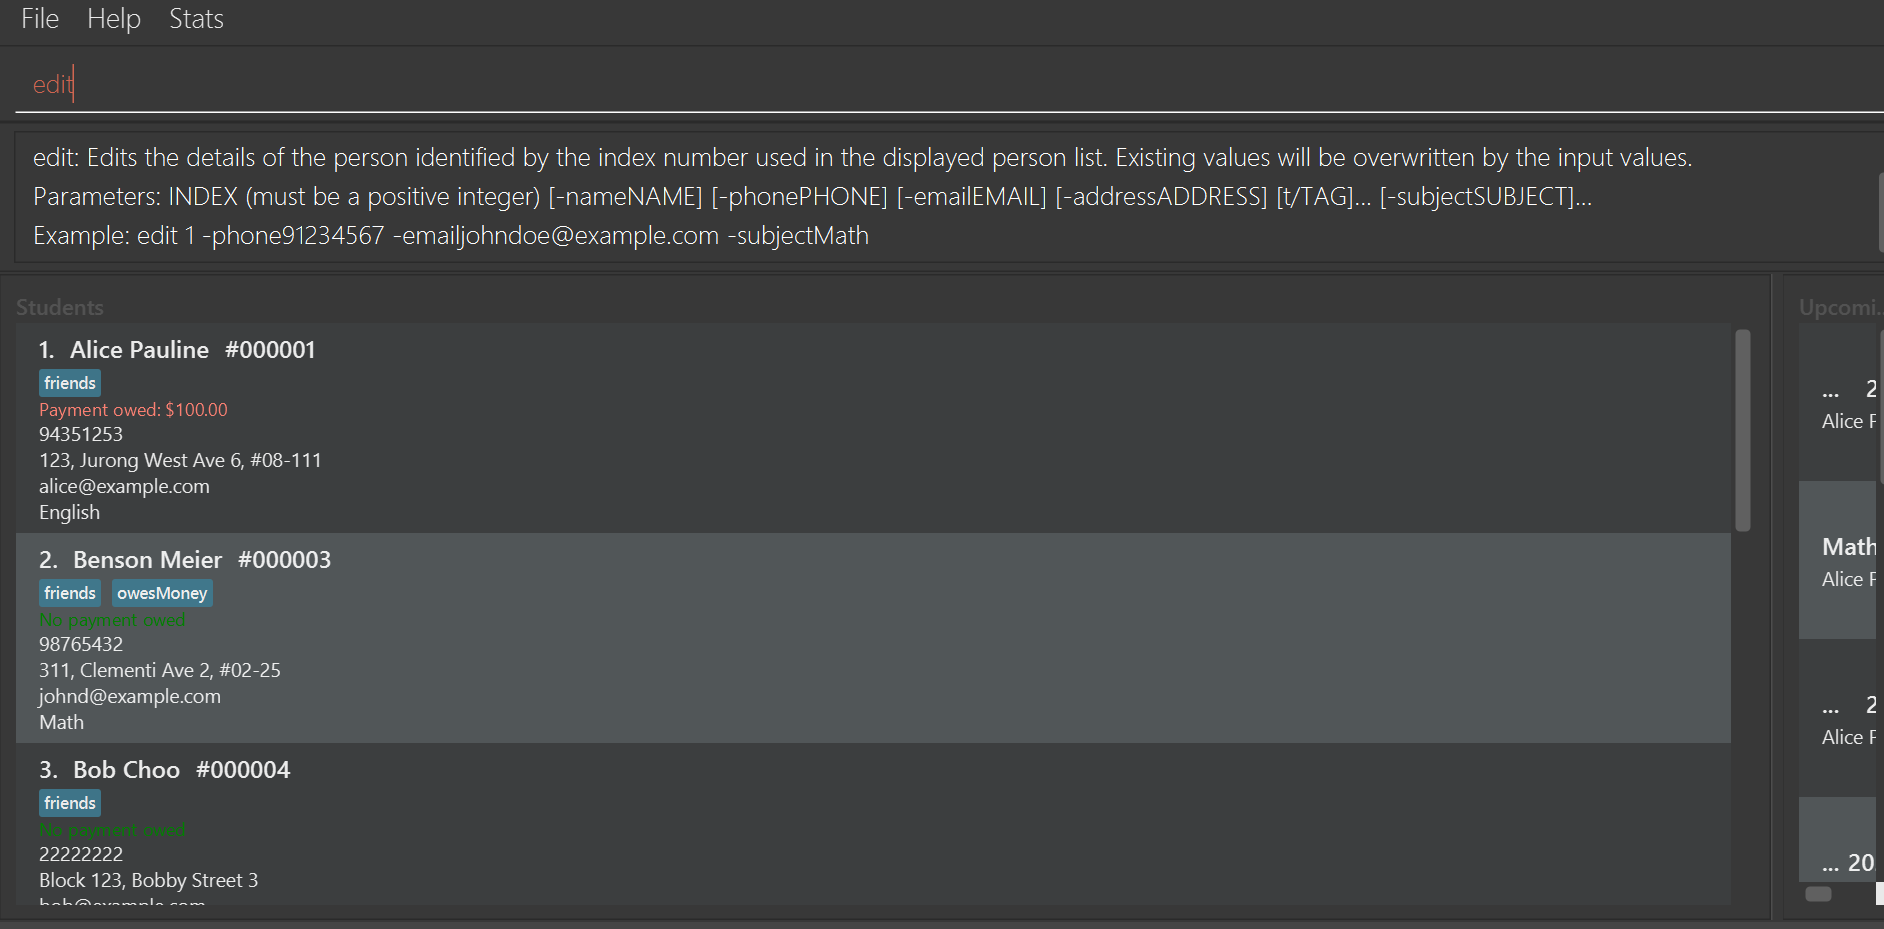 File Help Stats
edit
edit: Edits the details of the person identified by the index number used in the displayed person list. Existing values will be overwritten by the input values.
Parameters: INDEX (must be a positive integer) [-nameNAME] [-phonePHONE] [-emailEMAIL] [-addressADDRESS] [t/TAG]... [-subjectSUBJECT]...
Example: edit 1 -phone91234567 -emailjohndoe@example.com -subjectMath
Students
1. Alice Pauline #000001
friends
Payment owed: $100.00
94351253
123, Jurong West Ave 6, #08-111
alice@example.com
English
2. Benson Meier #000003
friends owesMoney
No payment owed
98765432
311, Clementi Ave 2, #02-25
johnd@example.com
Math
3. Bob Choo #000004
friends
No payment owed
22222222
Block 123, Bobby Street 3
bob@example.com
Upcomi...
... 2
Alice P
Math
Alice P
... 2
Alice P
... 20